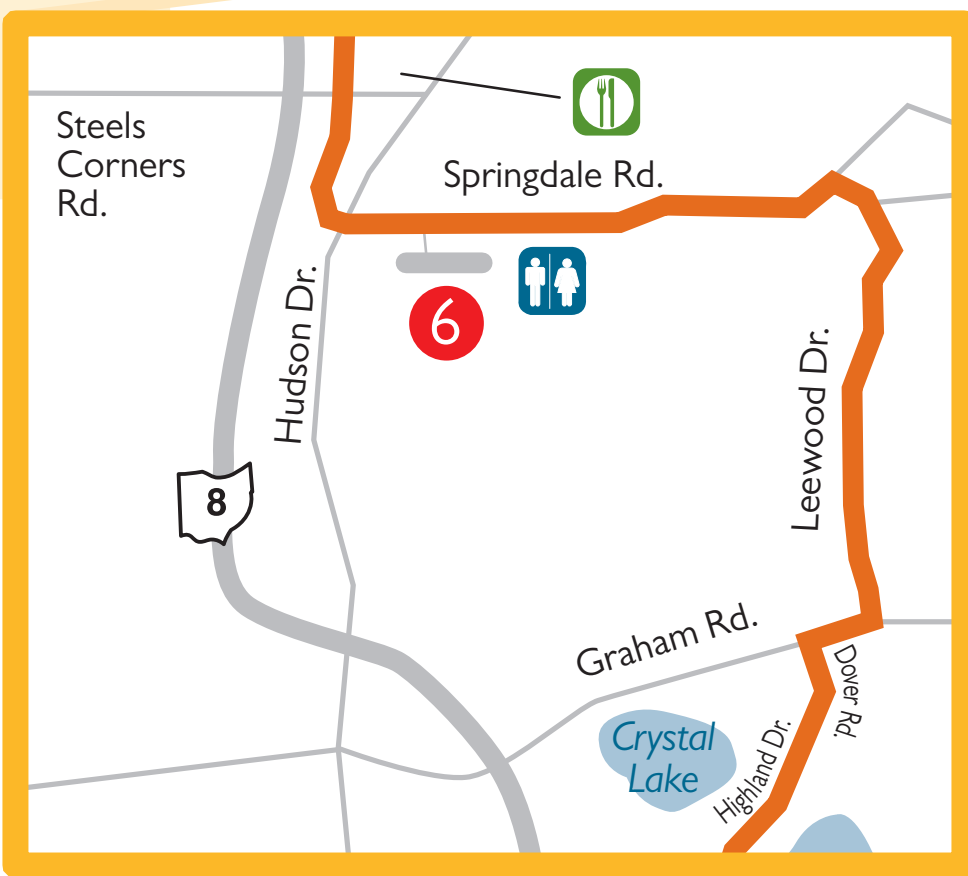 Steels
Corners
Rd.
Springdale Rd.
Hudson Dr.
6
Leewood Dr.
8
Graham Rd.
Dover Rd.
Crystal
Lake
Highland Dr.